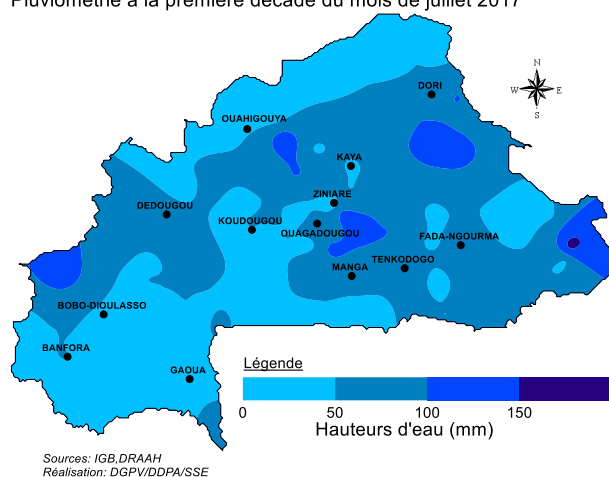 Pluviométrie à la première décade du mois de juillet 2017
N
W E
S
DORI
OUAHIGOUYA
KAYA
ZINIARE
DEDOUGOU
KOUDOUGOU
OUAGADOUGOU
FADA-NGOURMA
TENKODOGO
MANGA
BOBO-DIOULASSO
BANFORA
GAOUA
Légende
0 50 100 150
Hauteurs d'eau (mm)
Sources: IGB,DRAAH
Réalisation: DGPV/DDPA/SSE